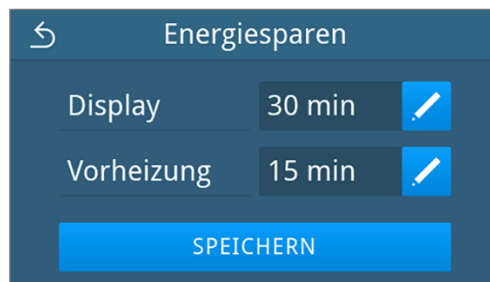 Energiesparen
Display 30 min
Vorheizung 15 min
SPEICHERN